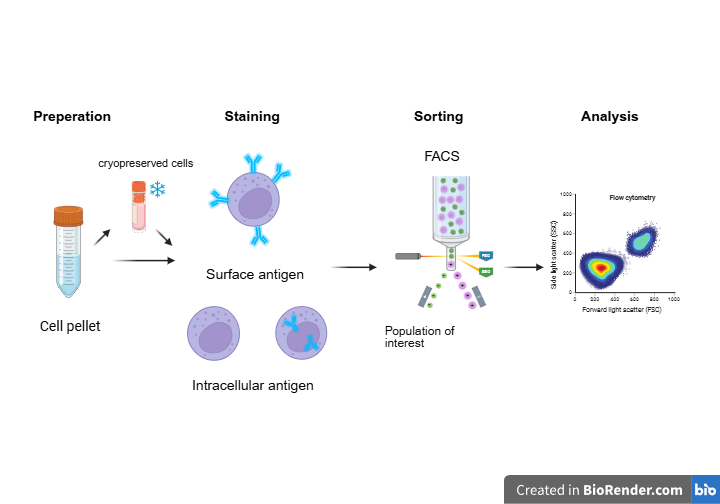 Preperation
Staining
Sorting
Analysis
cryopreserved cells
FACS
Cell pellet
Surface antigen
Intracellular antigen
FSC
SSC
Population of
interest
Flow cytometry
Side light scatter (SSC)
1000
800
600
400
200
0
0 200 400 600 800 1000
Forward light scatter (FSC)
Created in BioRender.com bio